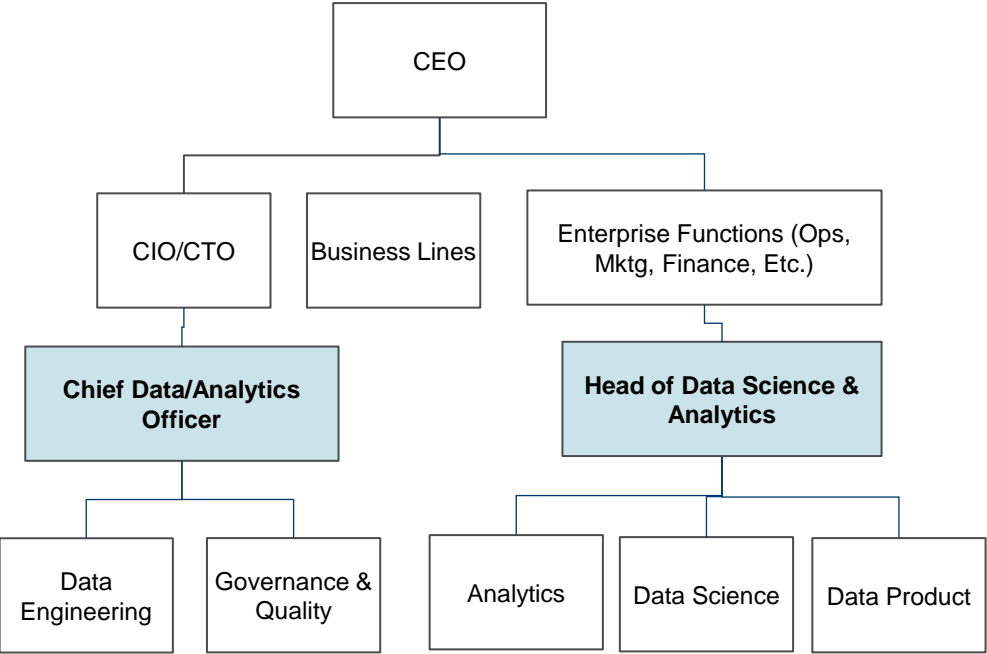 CEO
CIO/CTO
Business Lines
Enterprise Functions (Ops,
Mktg, Finance, Etc.)
Chief Data/Analytics
Officer
Head of Data Science &
Analytics
Data
Engineering
Governance &
Quality
Analytics
Data Science
Data Product